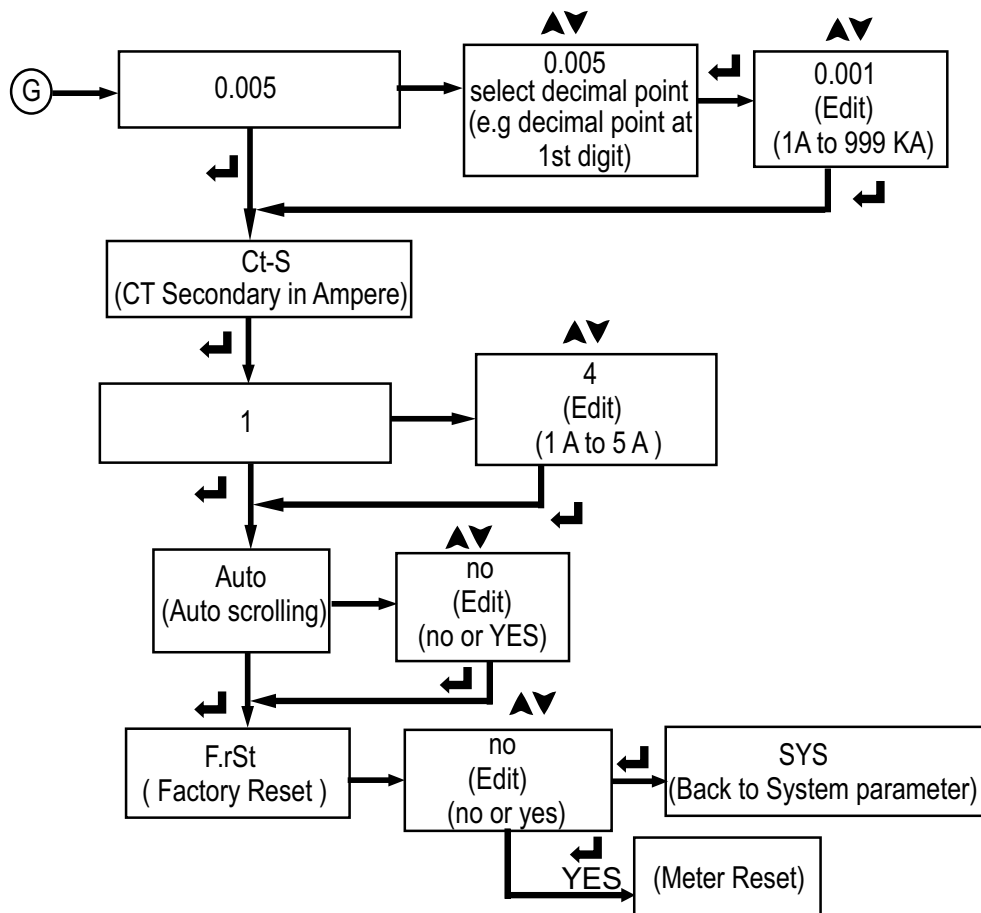 G
0.005
0.005
select decimal point
(e.g decimal point at
1st digit)
0.001
(Edit)
(1A to 999 KA)
Ct-S
(CT Secondary in Ampere)
1
4
(Edit)
(1 A to 5 A )
Auto
(Auto scrolling)
no
(Edit)
(no or YES)
F.rSt
( Factory Reset )
no
(Edit)
(no or yes)
SYS
(Back to System parameter)
YES
(Meter Reset)